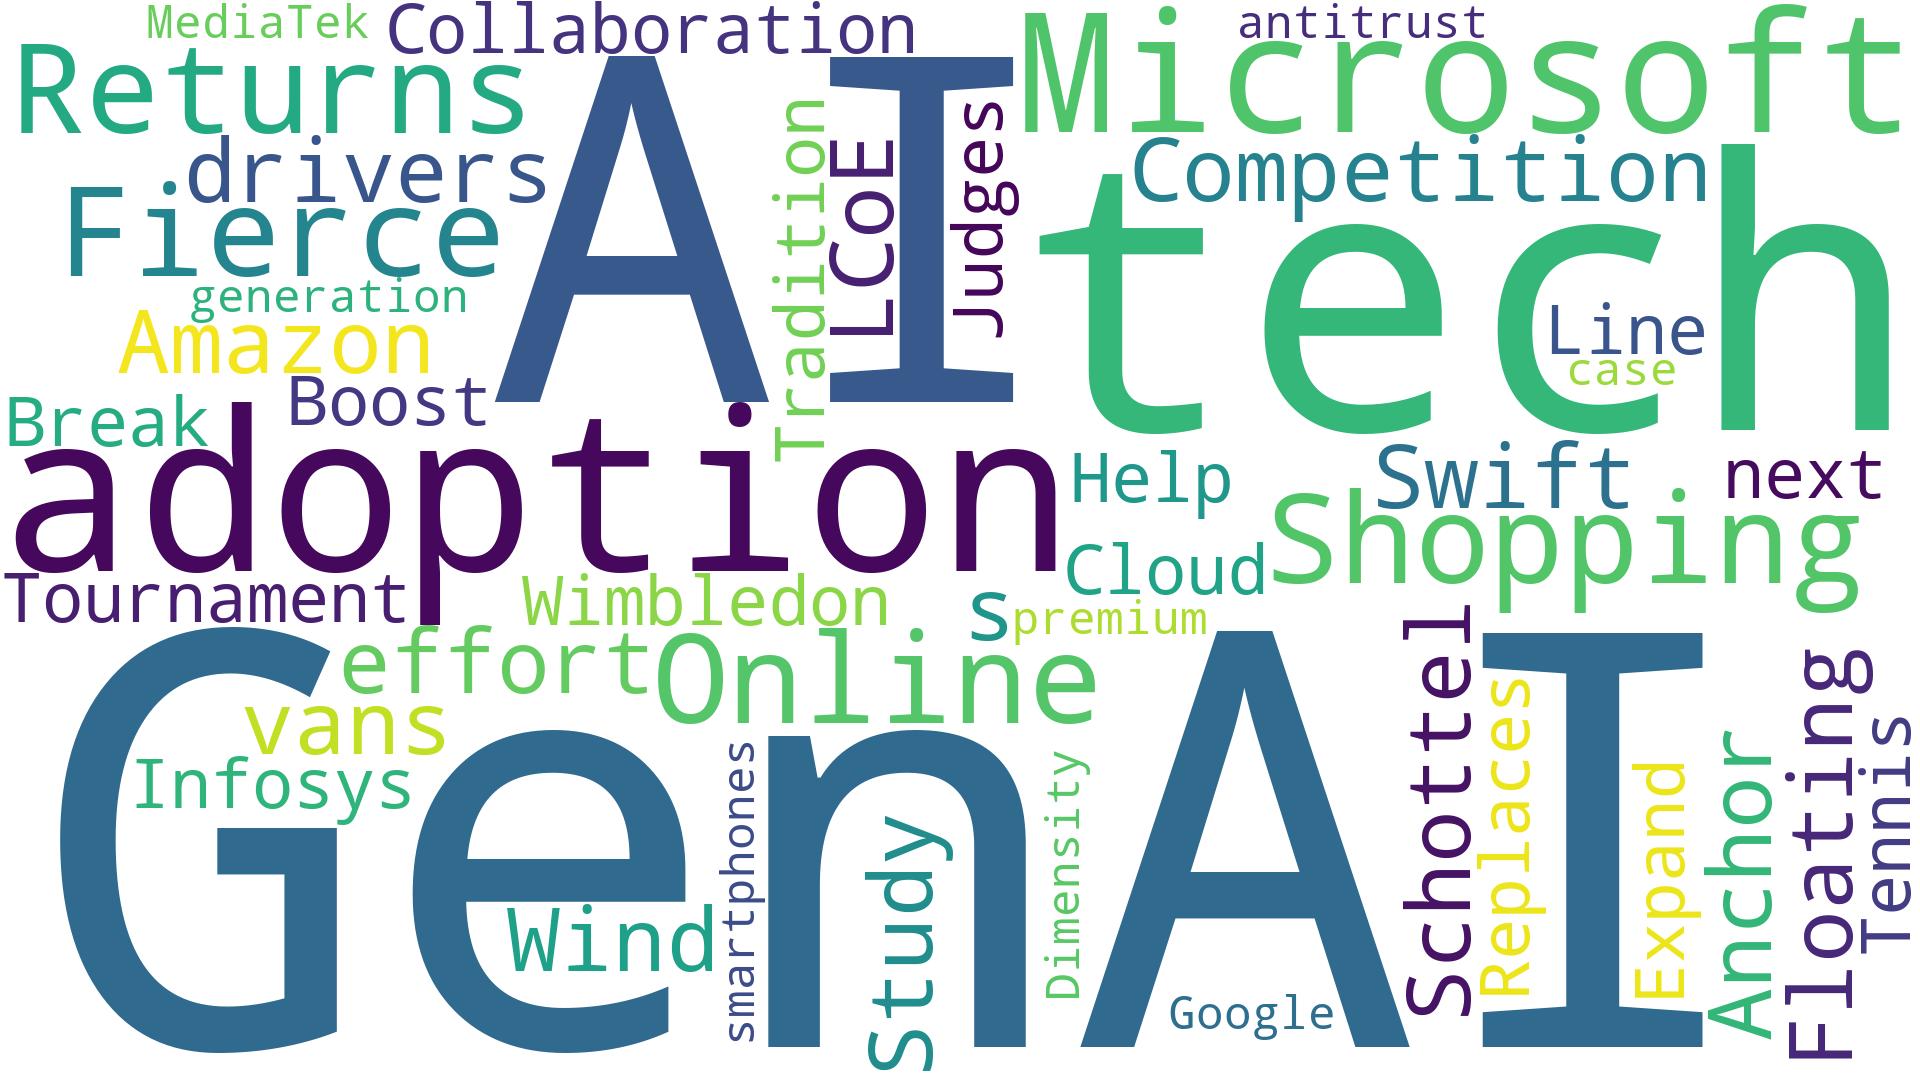 MediaTek
Collaboration
antitrust
Returns
Microsoft
AI
drivers
Tradition
LCoE
Judges
Competition
Fierce
tech
generation
Amazon
Line
case
Boost
Break
adoption
Help
Swift
next
Shopping
Cloud
Tournament
Wimbledon
s
premium
effort
Online
GenAI
vans
Infosys
Wind
smartphones
Study
Dimensity
Google
Schottel
Replaces
Expand
Anchor
Floating
Tennis